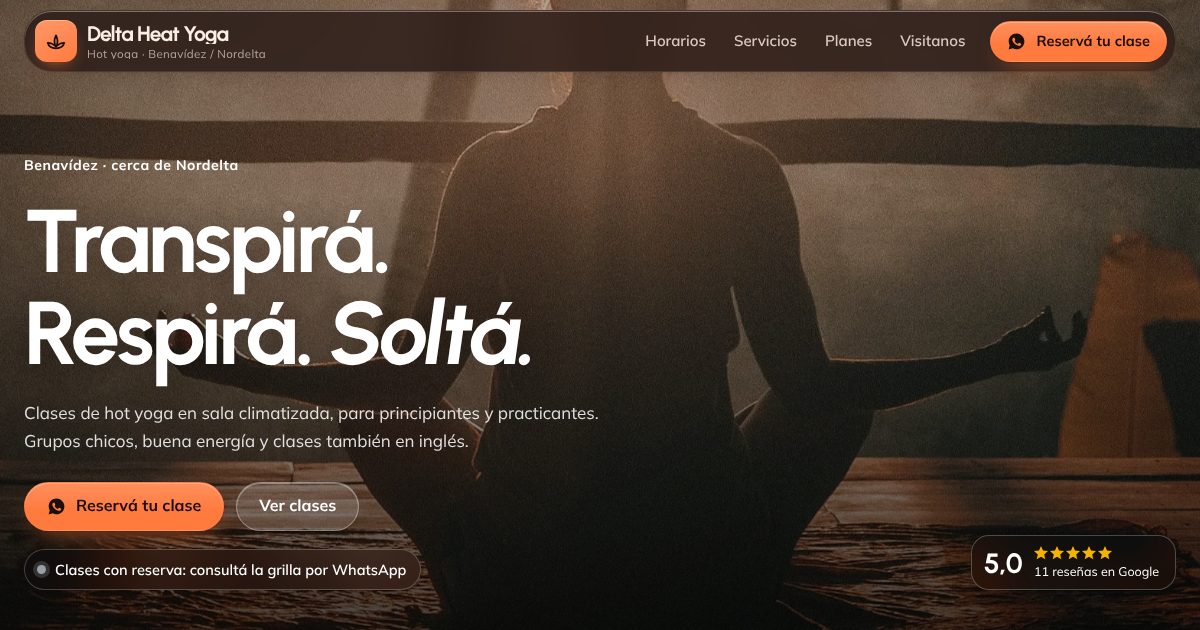 Delta Heat Yoga
Hot yoga · Benavídez / Nordelta
Horarios
Servicios
Planes
Visitanos
Reservá tu clase
Benavídez · cerca de Nordelta
Transpirá.
Respirá. Soltá.
Clases de hot yoga en sala climatizada, para principiantes y practicantes.
Grupos chicos, buena energía y clases también en inglés.
Reservá tu clase
Ver clases
Clases con reserva: consultá la grilla por WhatsApp
5,0
11 reseñas en Google